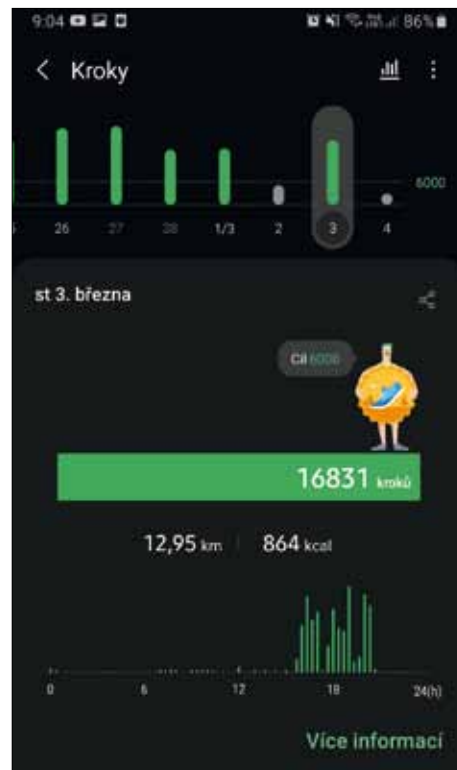 9:04 86%
Kroky
6000
26 27 28 1/3 2 3 4
st 3. března
Cíl 6000
16831 kroků
12,95 km 864 kcal
0 6 12 18 24(h)
Více informací